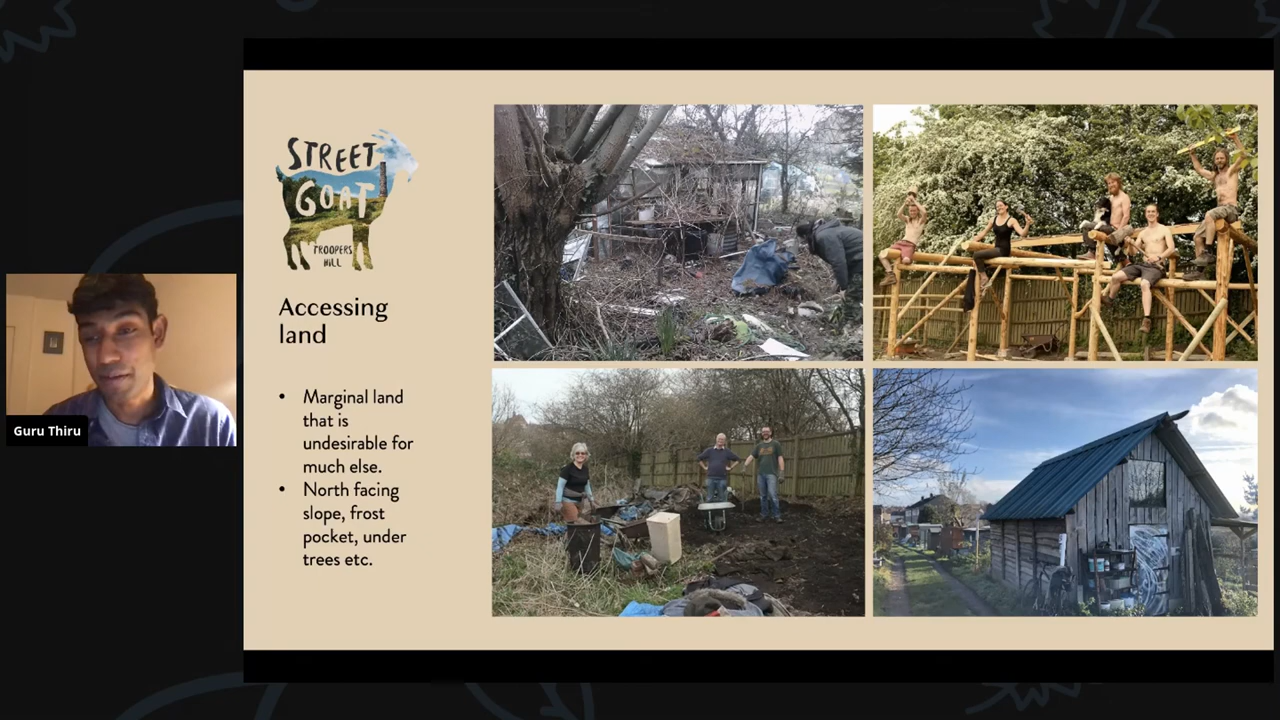 STREET
GOAT
TROOPERS
HILL
Accessing
land
• Marginal land
that is
undesirable for
much else.
• North facing
slope, frost
pocket, under
trees etc.
Guru Thiru